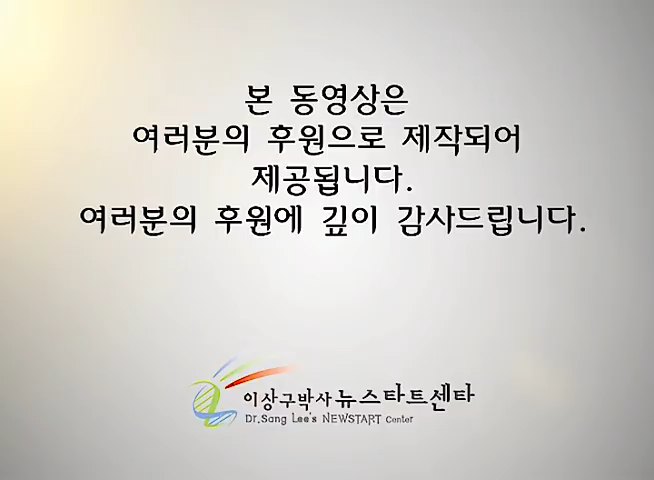 본 동영상은
여러분의 후원으로 제작되어
제공됩니다.
여러분의 후원에 깊이 감사드립니다.
이상구박사 뉴스타트센타
Dr.Sang Lee's NEWSTART Center